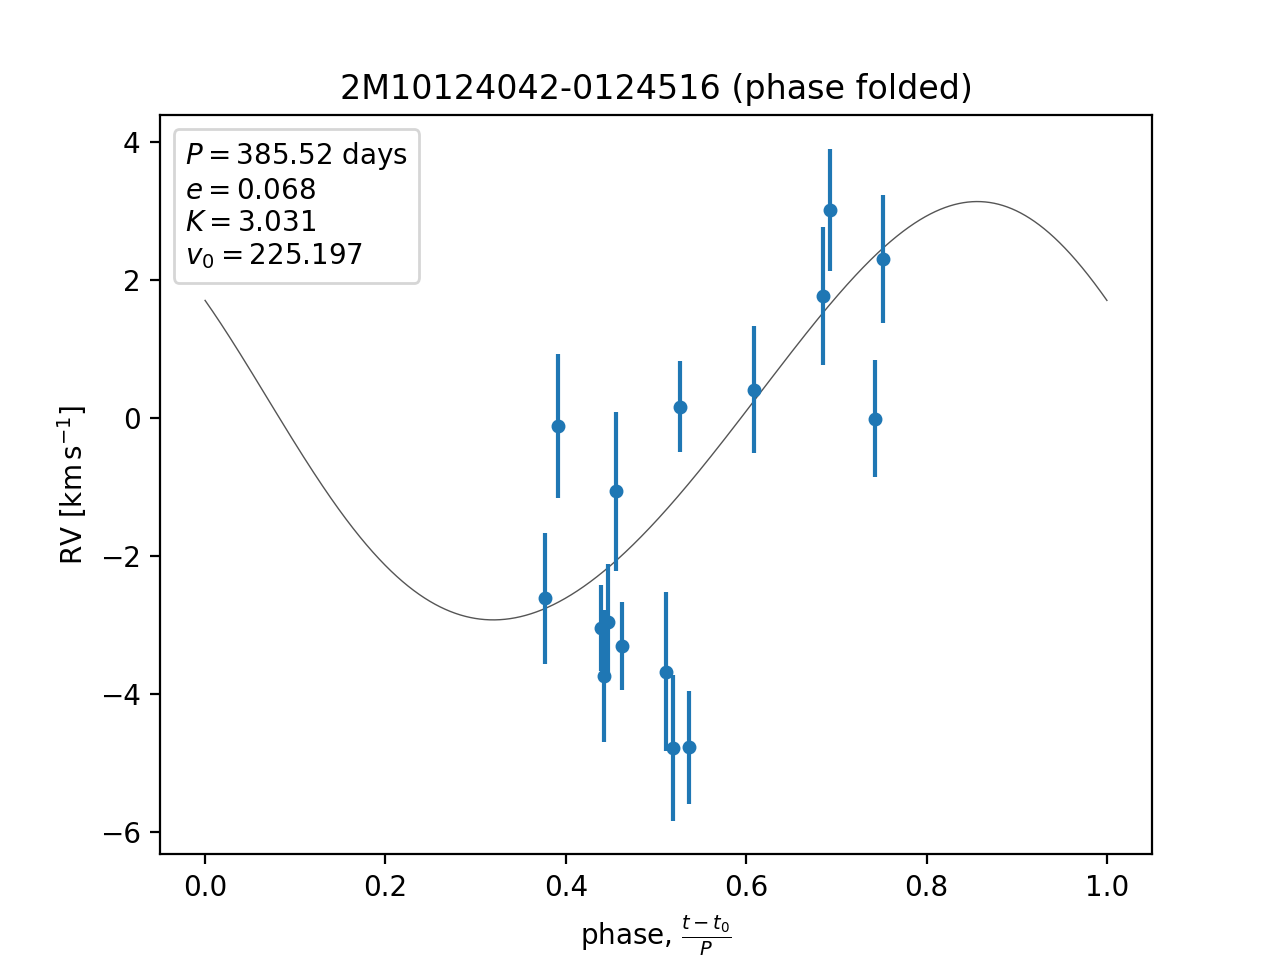 2M10124042-0124516 (phase folded)
P = 385.52 days
e = 0.068
K = 3.031
v₀ = 225.197
4
2
0
−2
−4
−6
RV [km s⁻¹]
0.0 0.2 0.4 0.6 0.8 1.0
phase, (t − t₀)/P